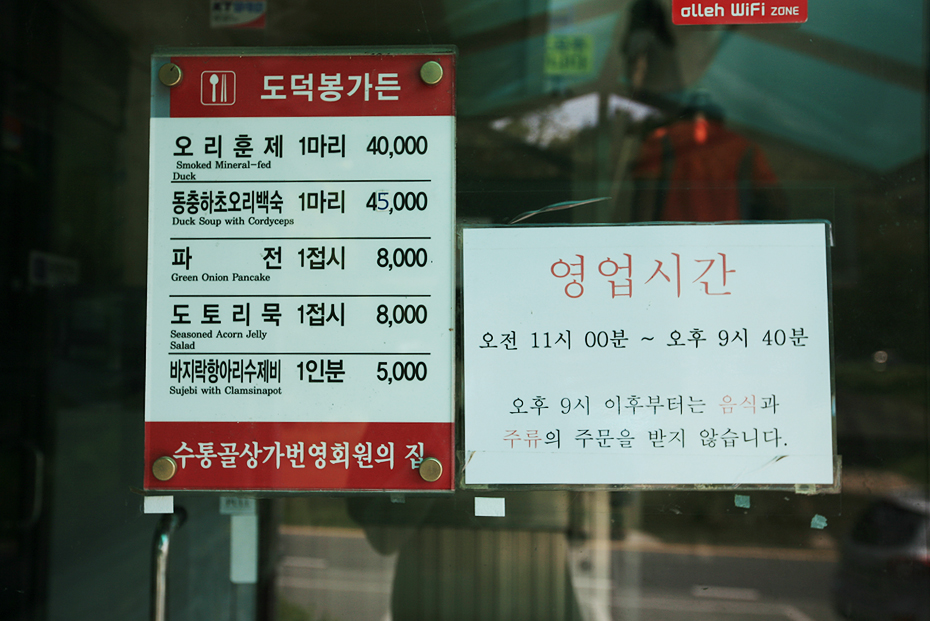 olleh WiFi ZONE
도덕봉가든
오리훈제 1마리 40,000
Smoked Mineral-fed
Duck
동충하초오리백숙 1마리 45,000
Duck Soup with Cordyceps
파 전 1접시 8,000
Green Onion Pancake
도토리묵 1접시 8,000
Seasoned Acorn Jelly
Salad
바지락항아리수제비 1인분 5,000
Sujebi with Clamsinapot
수통골상가번영회원의 집
영업시간
오전 11시 00분 ~ 오후 9시 40분
오후 9시 이후부터는 음식과
주류의 주문을 받지 않습니다.